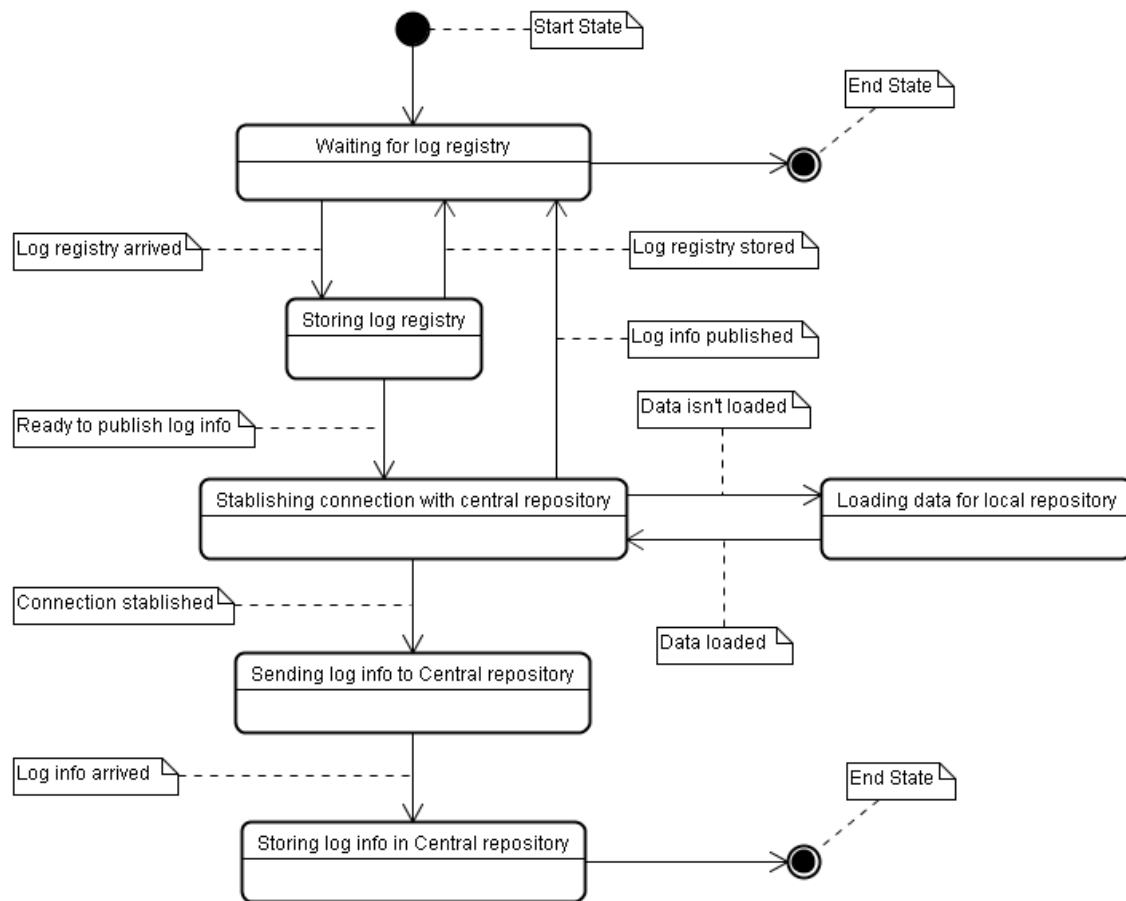 Start State
End State
Waiting for log registry
Log registry arrived
Log registry stored
Storing log registry
Log info published
Data isn't loaded
Ready to publish log info
Stablishing connection with central repository
Loading data for local repository
Connection stablished
Data loaded
Sending log info to Central repository
Log info arrived
End State
Storing log info in Central repository